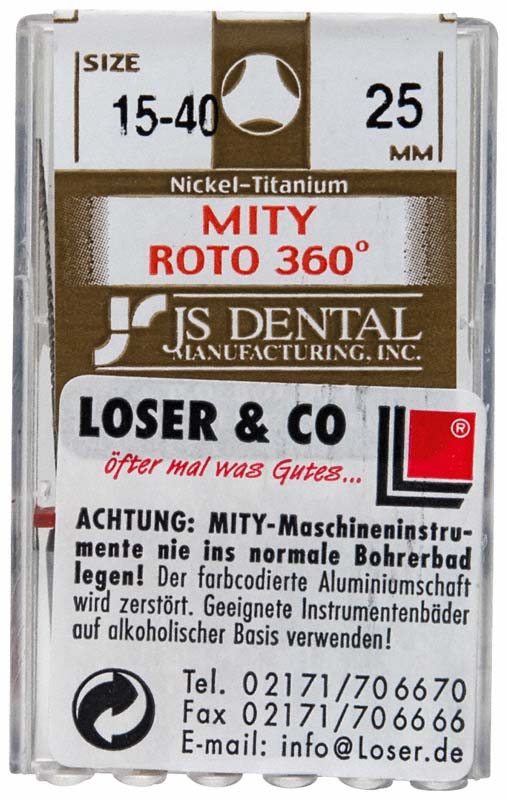 SIZE
15-40
25
MM
Nickel-Titanium
MITY
ROTO 360°
JS DENTAL
MANUFACTURING, INC.
LOSER & CO
öfter mal was Gutes...
®
ACHTUNG: MITY-Maschineninstru-
mente nie ins normale Bohrerbad
legen! Der farbcodierte Aluminiumschaft
wird zerstört. Geeignete Instrumentenbäder
auf alkoholischer Basis verwenden!
Tel. 02171/706670
Fax 02171/706666
E-mail: info@Loser.de